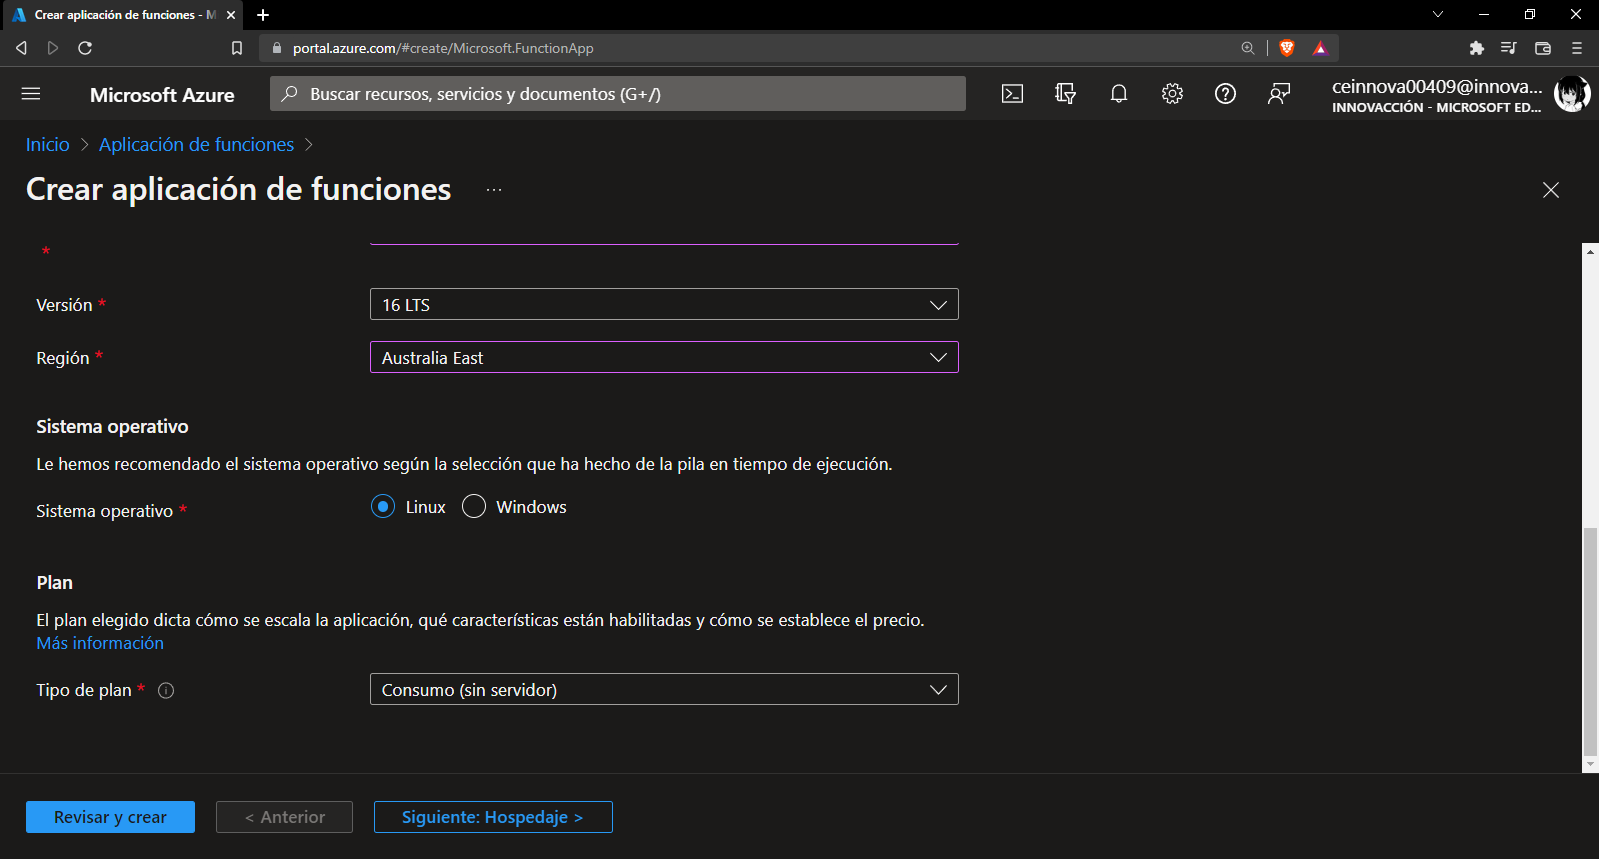 Crear aplicación de funciones - M
portal.azure.com/#create/Microsoft.FunctionApp
Microsoft Azure
Buscar recursos, servicios y documentos (G+/)
ceinnova00409@innova...
INNOVACCIÓN - MICROSOFT ED...
Inicio > Aplicación de funciones >
Crear aplicación de funciones ...
*
Versión *
16 LTS
Región *
Australia East
Sistema operativo
Le hemos recomendado el sistema operativo según la selección que ha hecho de la pila en tiempo de ejecución.
Sistema operativo *
Linux
Windows
Plan
El plan elegido dicta cómo se escala la aplicación, qué características están habilitadas y cómo se establece el precio.
Más información
Tipo de plan *
Consumo (sin servidor)
Revisar y crear
< Anterior
Siguiente: Hospedaje >